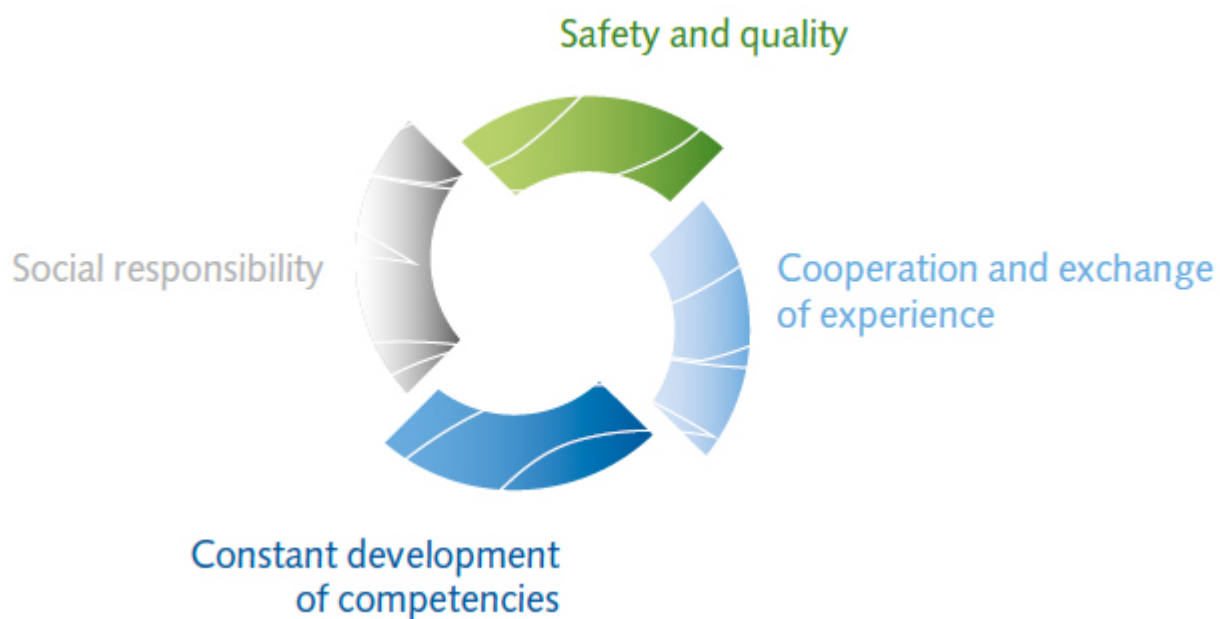 Safety and quality
Social responsibility
Cooperation and exchange
of experience
Constant development
of competencies